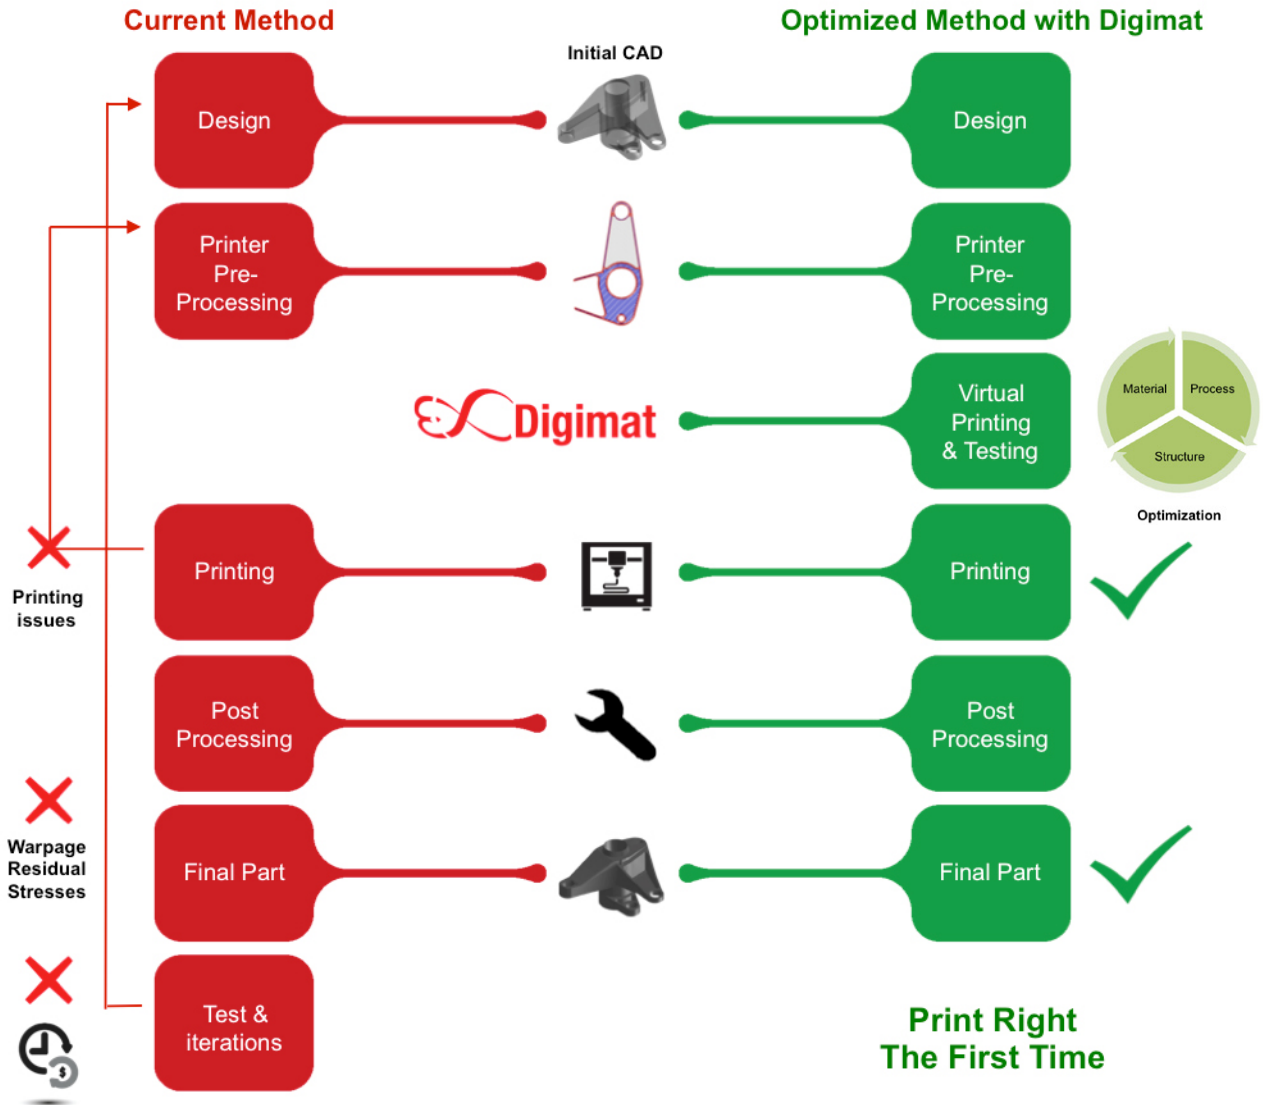 Current Method
Optimized Method with Digimat
Initial CAD
Design
Design
Printer
Pre-
Processing
Printer
Pre-
Processing
Digimat
Virtual
Printing
& Testing
Material
Process
Structure
Optimization
Printing
issues
Printing
Printing
Post
Processing
Post
Processing
Warpage
Residual
Stresses
Final Part
Final Part
Test &
iterations
$
Print Right
The First Time